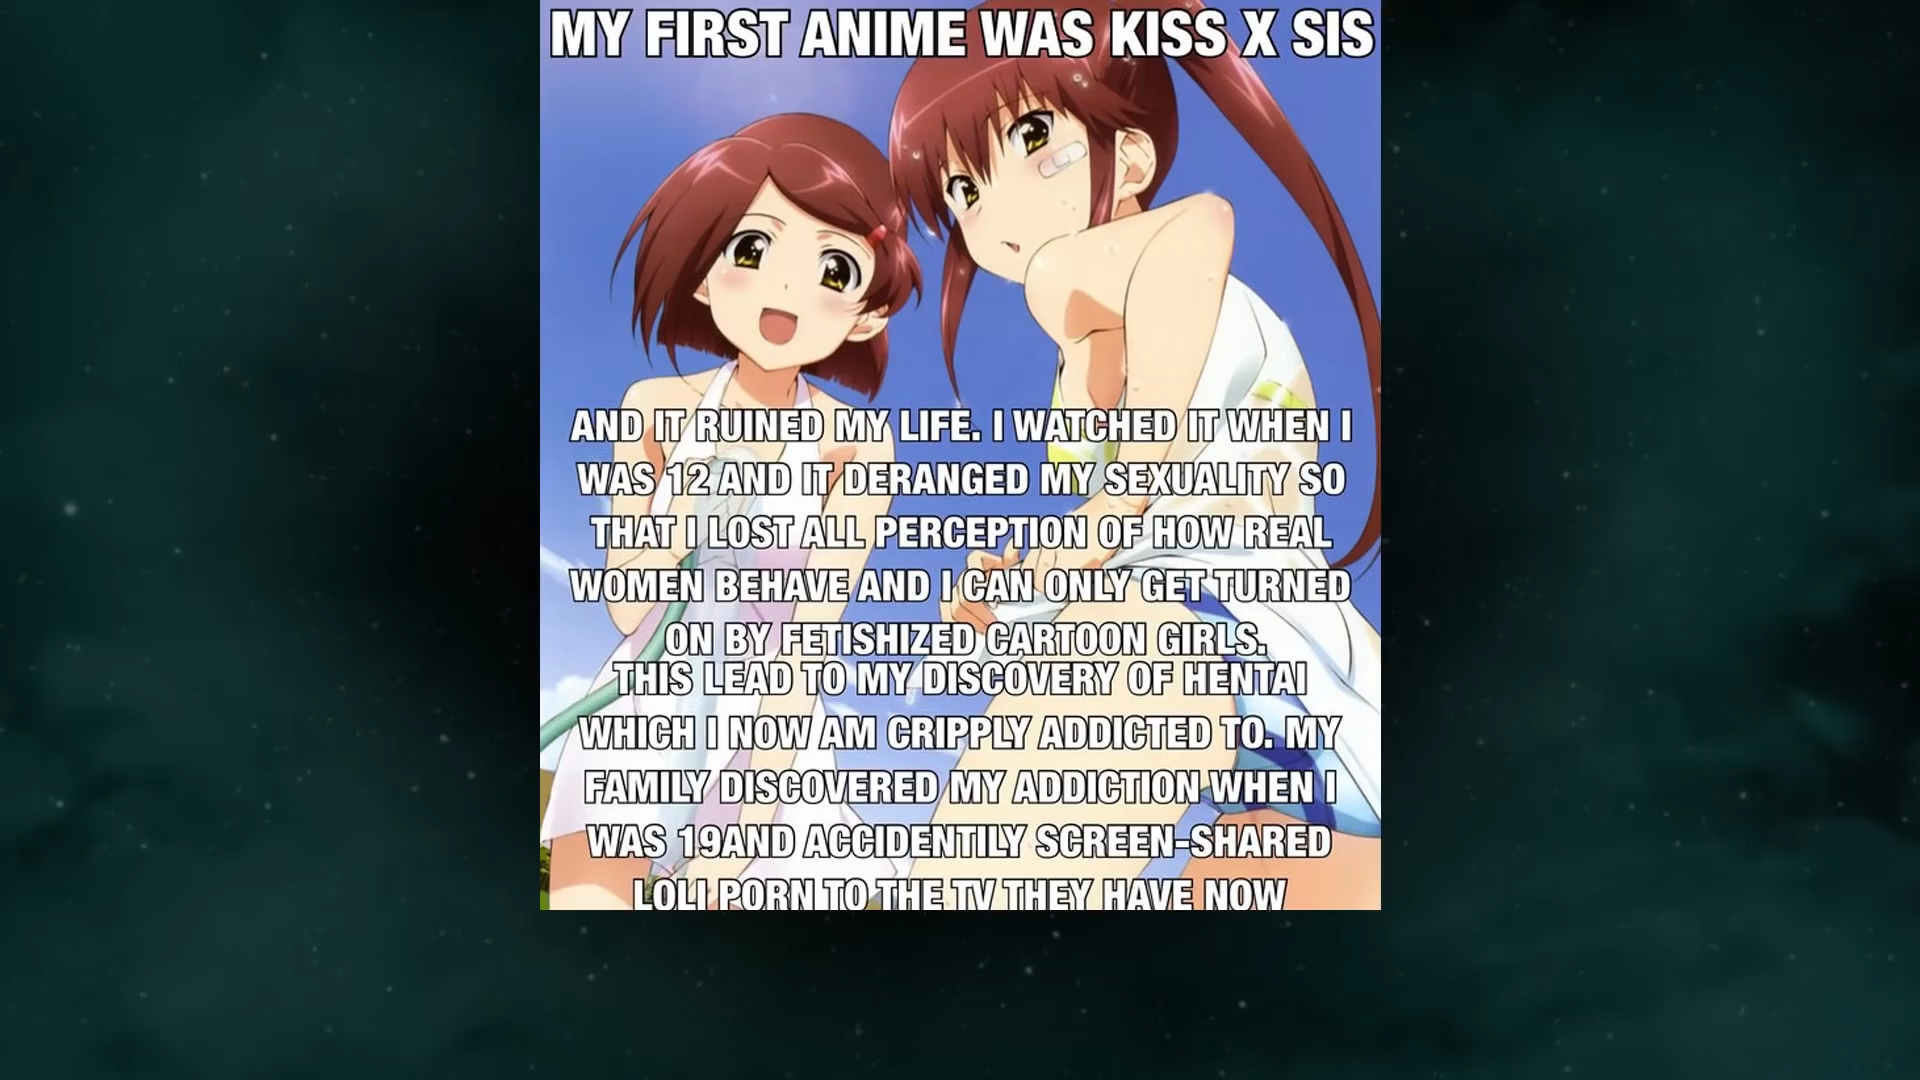 MY FIRST ANIME WAS KISS X SIS
AND IT RUINED MY LIFE. I WATCHED IT WHEN I
WAS 12 AND IT DERANGED MY SEXUALITY SO
THAT I LOST ALL PERCEPTION OF HOW REAL
WOMEN BEHAVE AND I CAN ONLY GET TURNED
ON BY FETISHIZED CARTOON GIRLS.
THIS LEAD TO MY DISCOVERY OF HENTAI
WHICH I NOW AM CRIPPLY ADDICTED TO. MY
FAMILY DISCOVERED MY ADDICTION WHEN I
WAS 19AND ACCIDENTILY SCREEN-SHARED
LOLI PORN TO THE TV THEY HAVE NOW